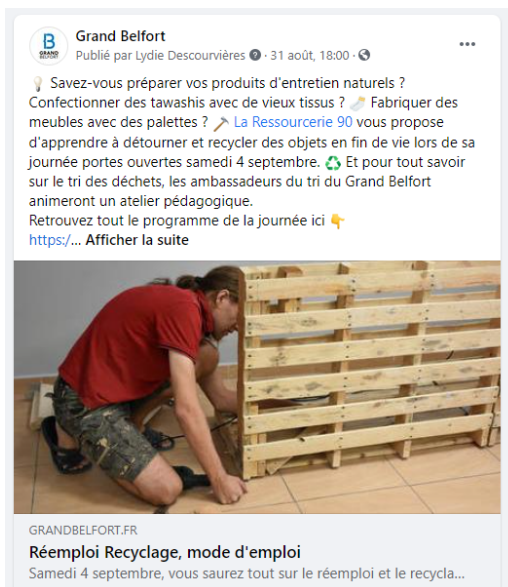 Grand Belfort
Publié par Lydie Descourvières · 31 août, 18:00 ·
B
GRAND
BELFORT
💡 Savez-vous préparer vos produits d'entretien naturels ?
Confectionner des tawashis avec de vieux tissus ? 🧽 Fabriquer des
meubles avec des palettes ? 🔨 La Ressourcerie 90 vous propose
d'apprendre à détourner et recycler des objets en fin de vie lors de sa
journée portes ouvertes samedi 4 septembre. ♻️ Et pour tout savoir
sur le tri des déchets, les ambassadeurs du tri du Grand Belfort
animeront un atelier pédagogique.
Retrouvez tout le programme de la journée ici 👇
https:/... Afficher la suite
GRANDBELFORT.FR
Réemploi Recyclage, mode d'emploi
Samedi 4 septembre, vous saurez tout sur le réemploi et le recycla...